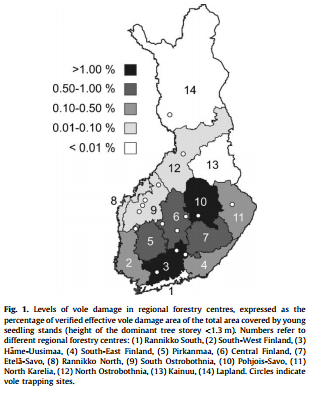 >1.00 %
0.50-1.00 %
0.10-0.50 %
0.01-0.10 %
< 0.01 %
14
13
12
8
9
10
11
6
5
7
2
3
4
1
Fig. 1. Levels of vole damage in regional forestry centres, expressed as the
percentage of verified effective vole damage area of the total area covered by young
seedling stands (height of the dominant tree storey <1.3 m). Numbers refer to
different regional forestry centres: (1) Rannikko South, (2) South-West Finland, (3)
Häme-Uusimaa, (4) South-East Finland, (5) Pirkanmaa, (6) Central Finland, (7)
Etelä-Savo, (8) Rannikko North, (9) South Ostrobothnia, (10) Pohjois-Savo, (11)
North Karelia, (12) North Ostrobothnia, (13) Kainuu, (14) Lapland. Circles indicate
vole trapping sites.